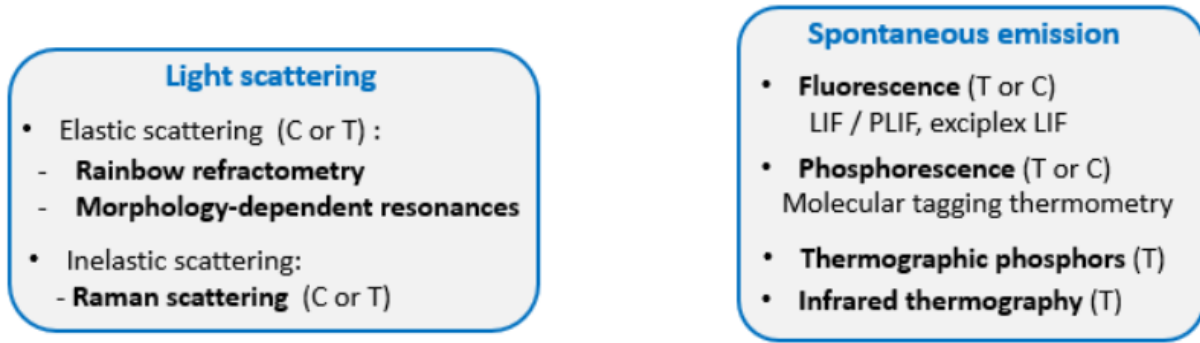 Light scattering
• Elastic scattering (C or T) :
- Rainbow refractometry
- Morphology-dependent resonances
• Inelastic scattering:
- Raman scattering (C or T)
Spontaneous emission
• Fluorescence (T or C)
LIF / PLIF, exciplex LIF
• Phosphorescence (T or C)
Molecular tagging thermometry
• Thermographic phosphors (T)
• Infrared thermography (T)